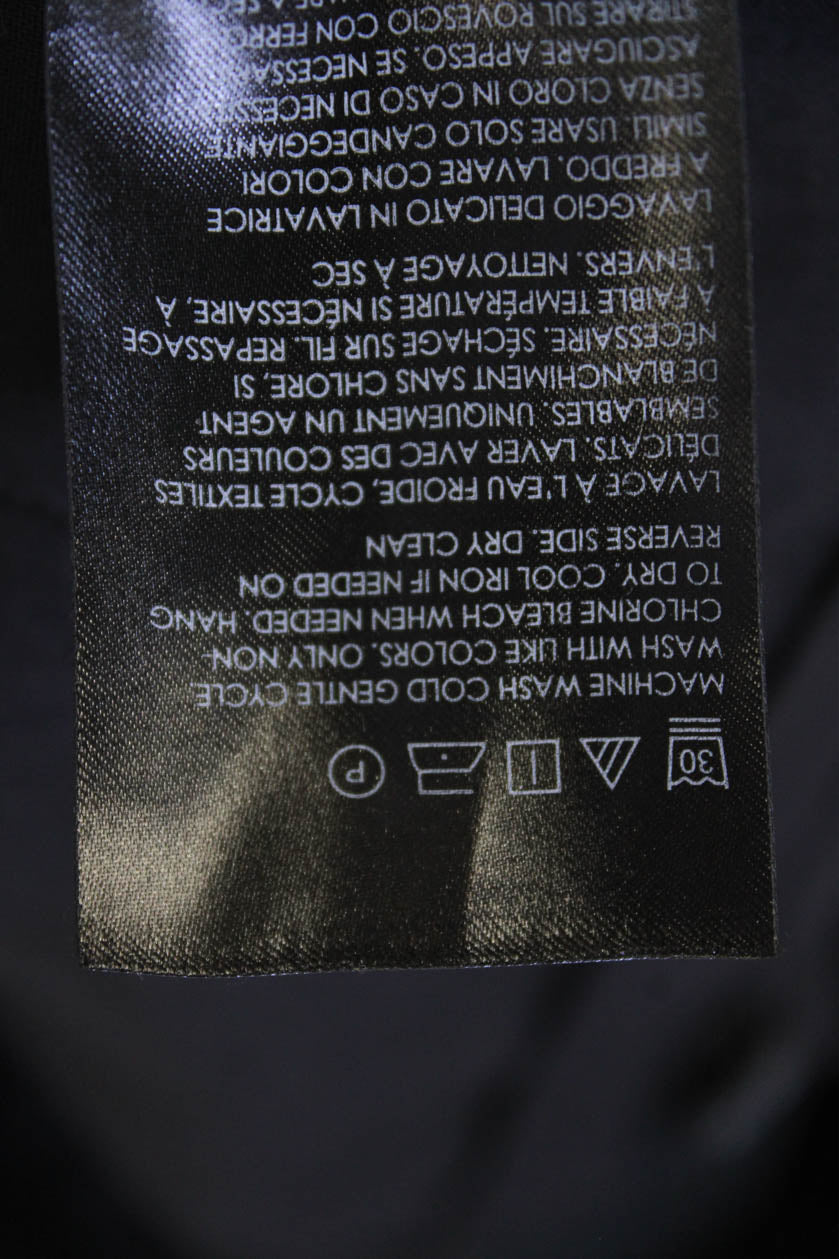 30 P
MACHINE WASH COLD GENTLE CYCLE
WASH WITH LIKE COLORS. ONLY NON-
CHLORINE BLEACH WHEN NEEDED. HANG
TO DRY. COOL IRON IF NEEDED ON
REVERSE SIDE. DRY CLEAN
LAVAGE À L'EAU FROIDE, CYCLE TEXTILES
DÉLICATS. LAVER AVEC DES COULEURS
SEMBLABLES. UNIQUEMENT UN AGENT
DE BLANCHIMENT SANS CHLORE, SI
NÉCESSAIRE. SÉCHAGE SUR FIL. REPASSAGE
À FAIBLE TEMPÉRATURE SI NÉCESSAIRE, À
L'ENVERS. NETTOYAGE À SEC
LAVAGGIO DELICATO IN LAVATRICE
A FREDDO. LAVARE CON COLORI
SIMILI. USARE SOLO CANDEGGIANTE
SENZA CLORO IN CASO DI
ASCIUGARE APPESO. SE
STIRARE SUL ROVESCIO CON FERRO